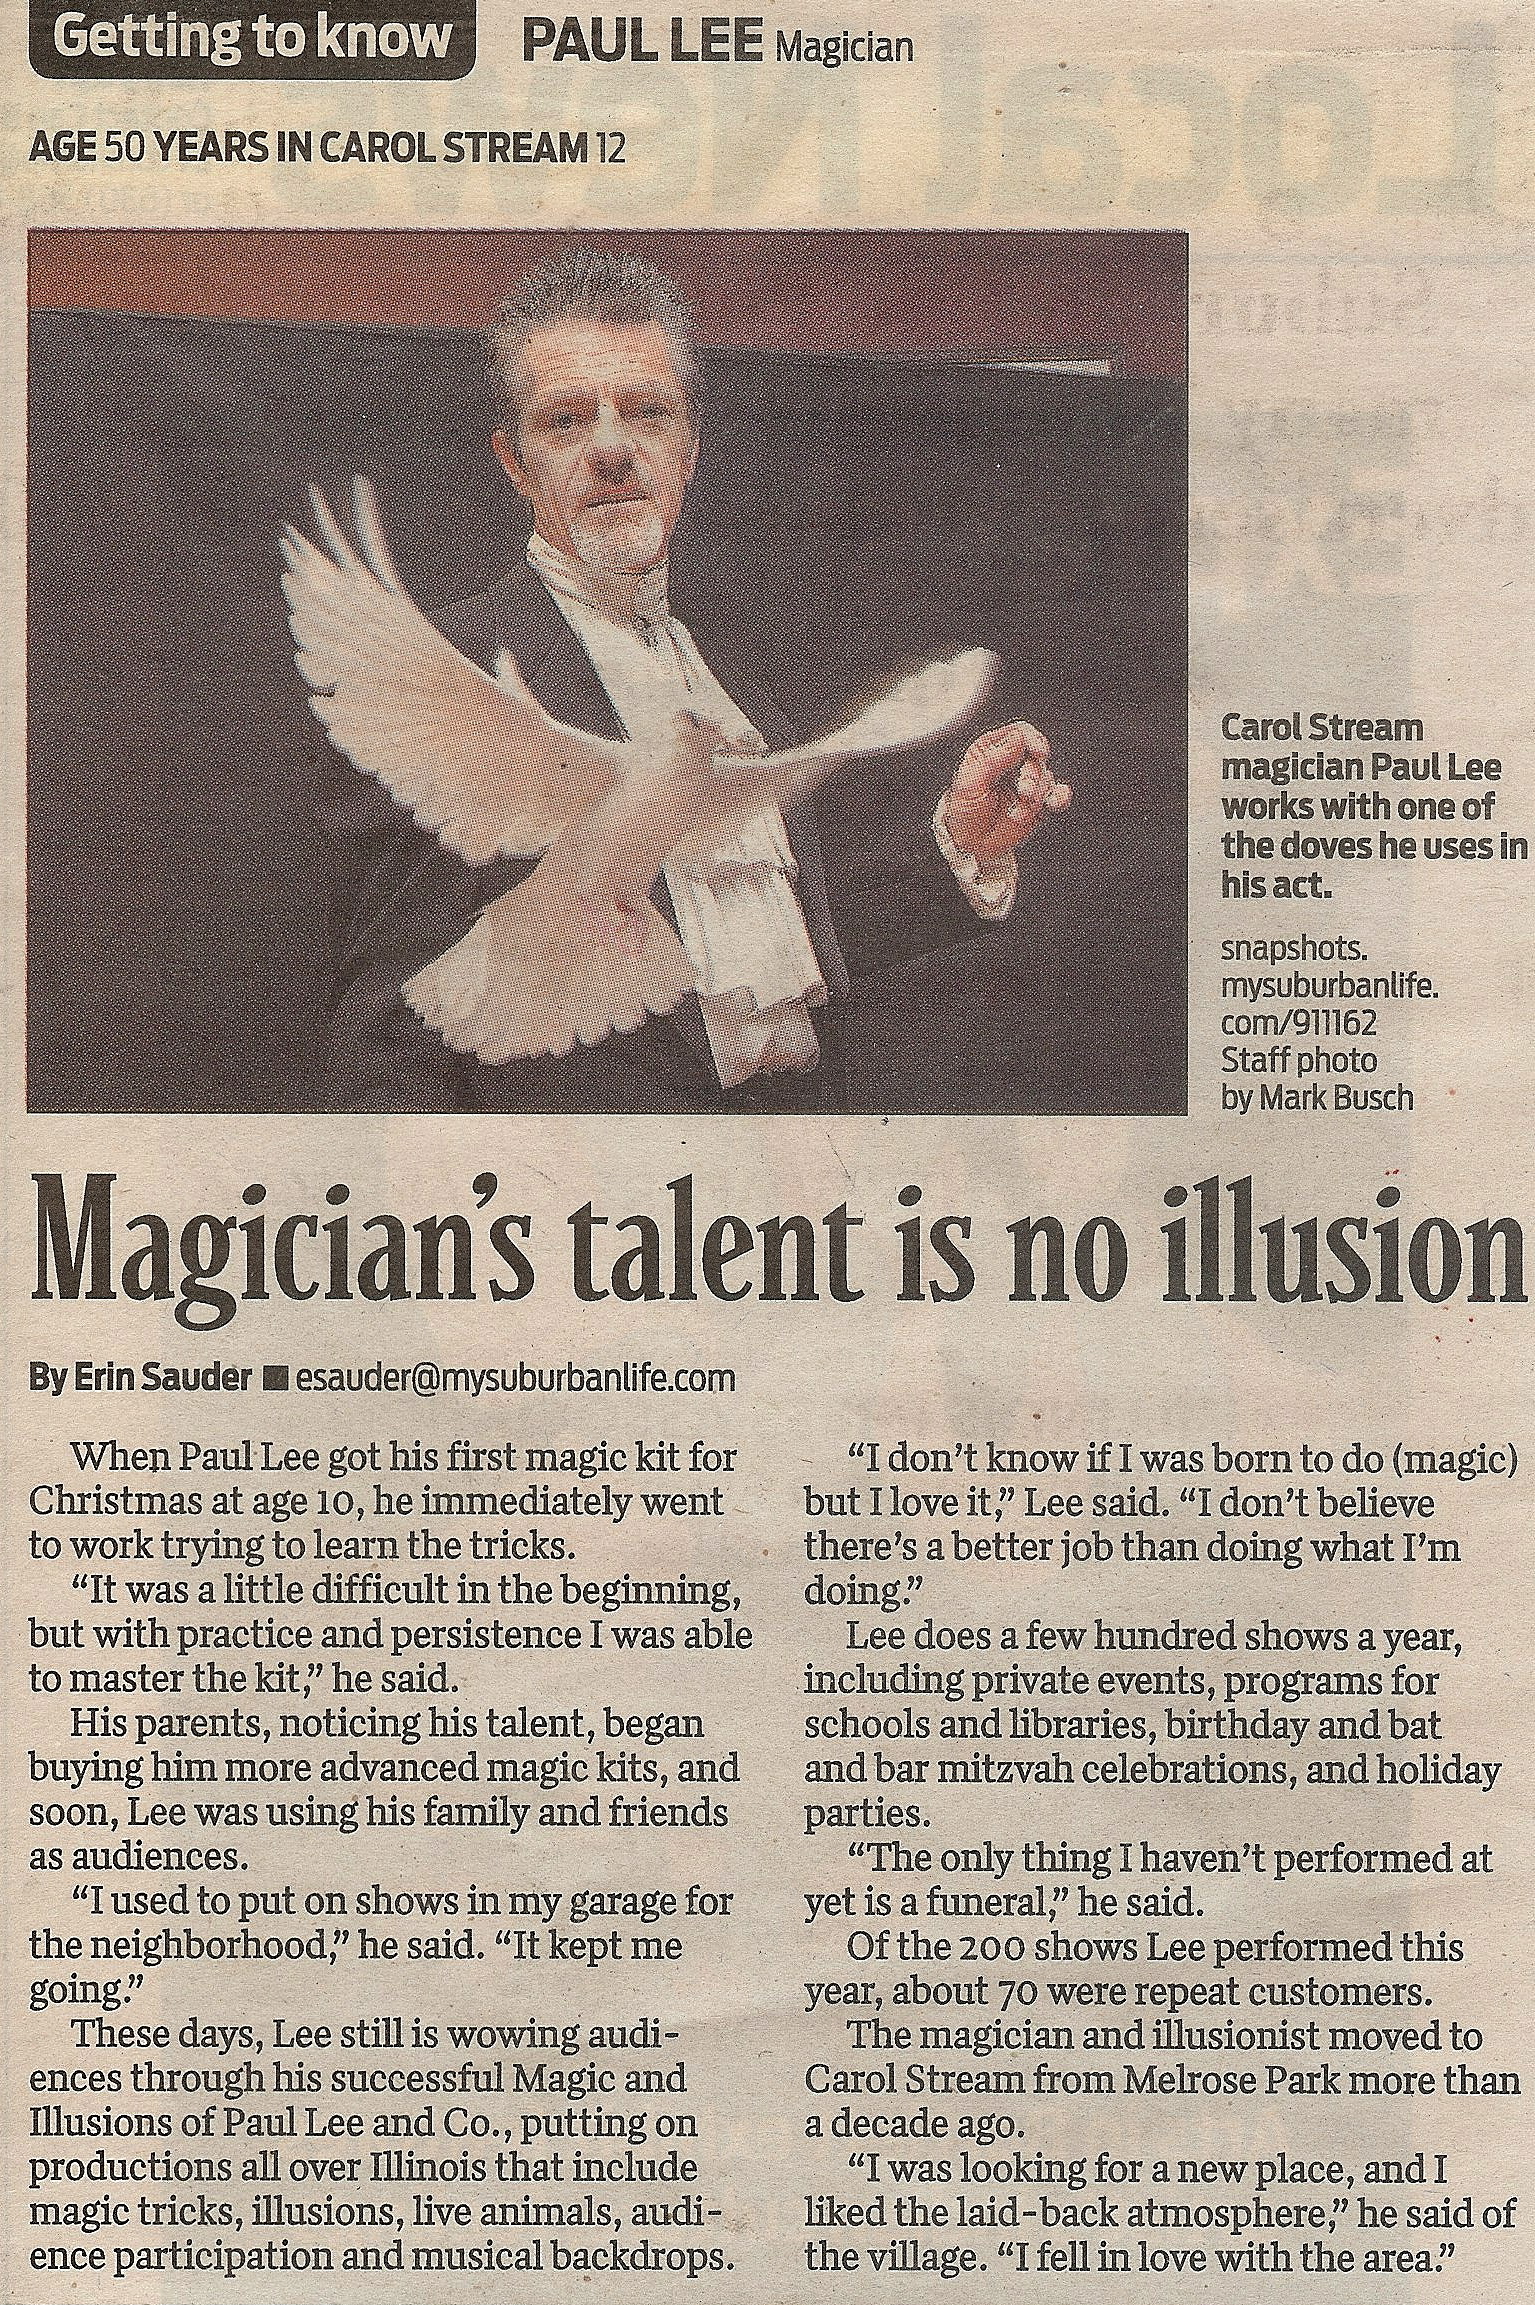 Getting to know
PAUL LEE Magician
AGE 50 YEARS IN CAROL STREAM 12
Carol Stream
magician Paul Lee
works with one of
the doves he uses in
his act.
snapshots.
mysuburbanlife.
com/911162
Staff photo
by Mark Busch
Magician’s talent is no illusion
By Erin Sauder ■ esauder@mysuburbanlife.com
When Paul Lee got his first magic kit for
Christmas at age 10, he immediately went
to work trying to learn the tricks.
“It was a little difficult in the beginning,
but with practice and persistence I was able
to master the kit,” he said.
His parents, noticing his talent, began
buying him more advanced magic kits, and
soon, Lee was using his family and friends
as audiences.
“I used to put on shows in my garage for
the neighborhood,” he said. “It kept me
going.”
These days, Lee still is wowing audi-
ences through his successful Magic and
Illusions of Paul Lee and Co., putting on
productions all over Illinois that include
magic tricks, illusions, live animals, audi-
ence participation and musical backdrops.
“I don’t know if I was born to do (magic)
but I love it,” Lee said. “I don’t believe
there’s a better job than doing what I’m
doing.”
Lee does a few hundred shows a year,
including private events, programs for
schools and libraries, birthday and bat
and bar mitzvah celebrations, and holiday
parties.
“The only thing I haven’t performed at
yet is a funeral,” he said.
Of the 200 shows Lee performed this
year, about 70 were repeat customers.
The magician and illusionist moved to
Carol Stream from Melrose Park more than
a decade ago.
“I was looking for a new place, and I
liked the laid-back atmosphere,” he said of
the village. “I fell in love with the area.”